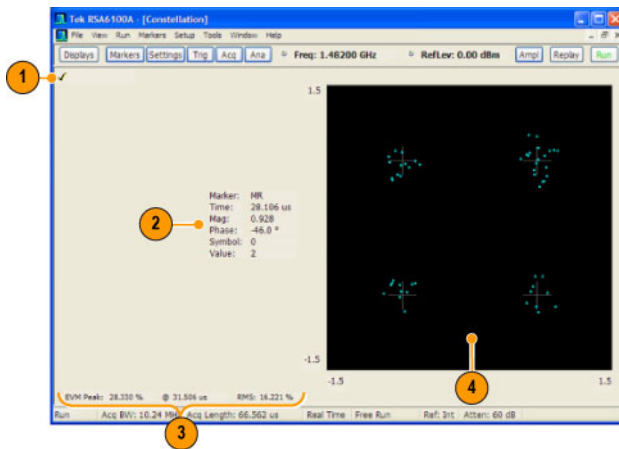 Tek RSA6100A - [Constellation]
File View Run Markers Setup Tools Window Help
Displays Markers Settings Trig Acq Ana Freq: 1.48200 GHz RefLev: 0.00 dBm Ampl Replay Run
1
1.5
Marker: MR
Time: 28.106 us
Mag: 0.928
Phase: -46.0 °
Symbol: 0
Value: 2
2
-1.5
-1.5
1.5
4
EVM Peak: 28.330 % @ 31.506 us RMS: 16.221 %
Run Acq BW: 10.24 MHz Acq Length: 66.562 us Real Time Free Run Ref: Int Atten: 60 dB
3